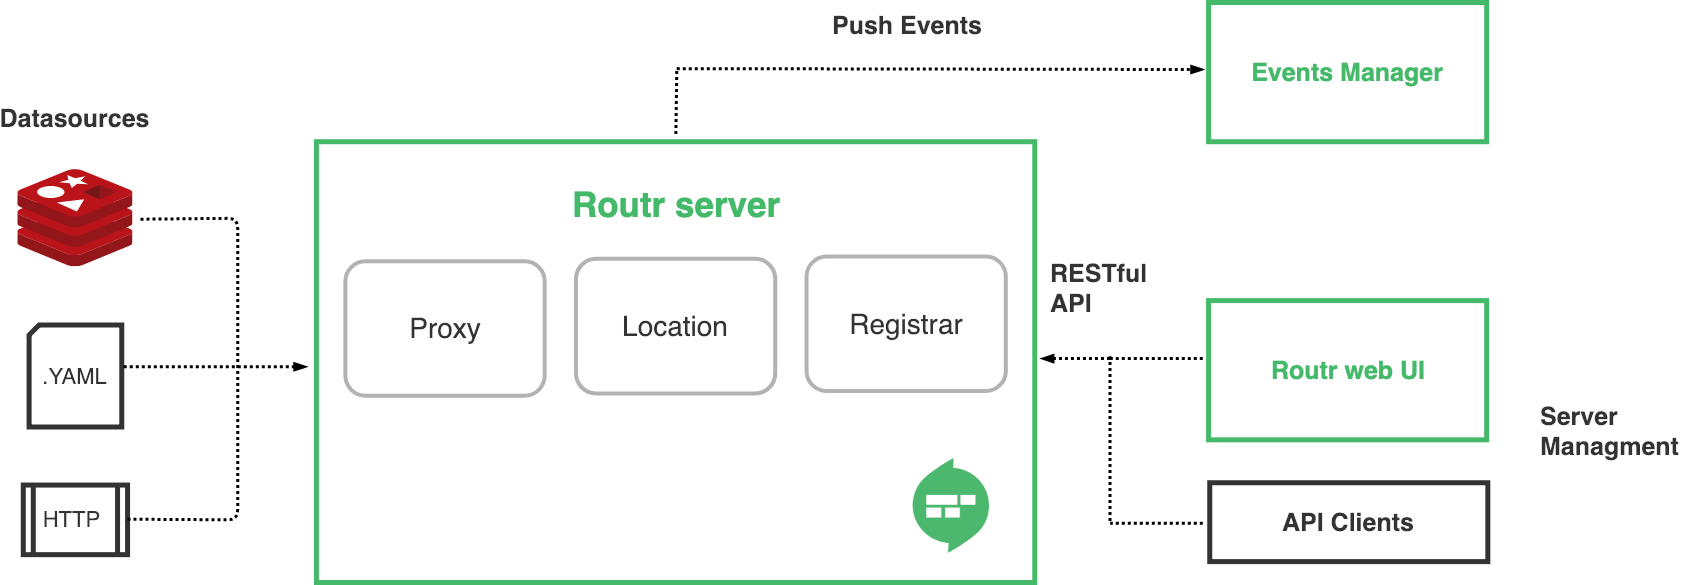 Push Events
Events Manager
Datasources
Routr server
.YAML
HTTP
Proxy
Location
Registrar
RESTful
API
Routr web UI
API Clients
Server
Managment